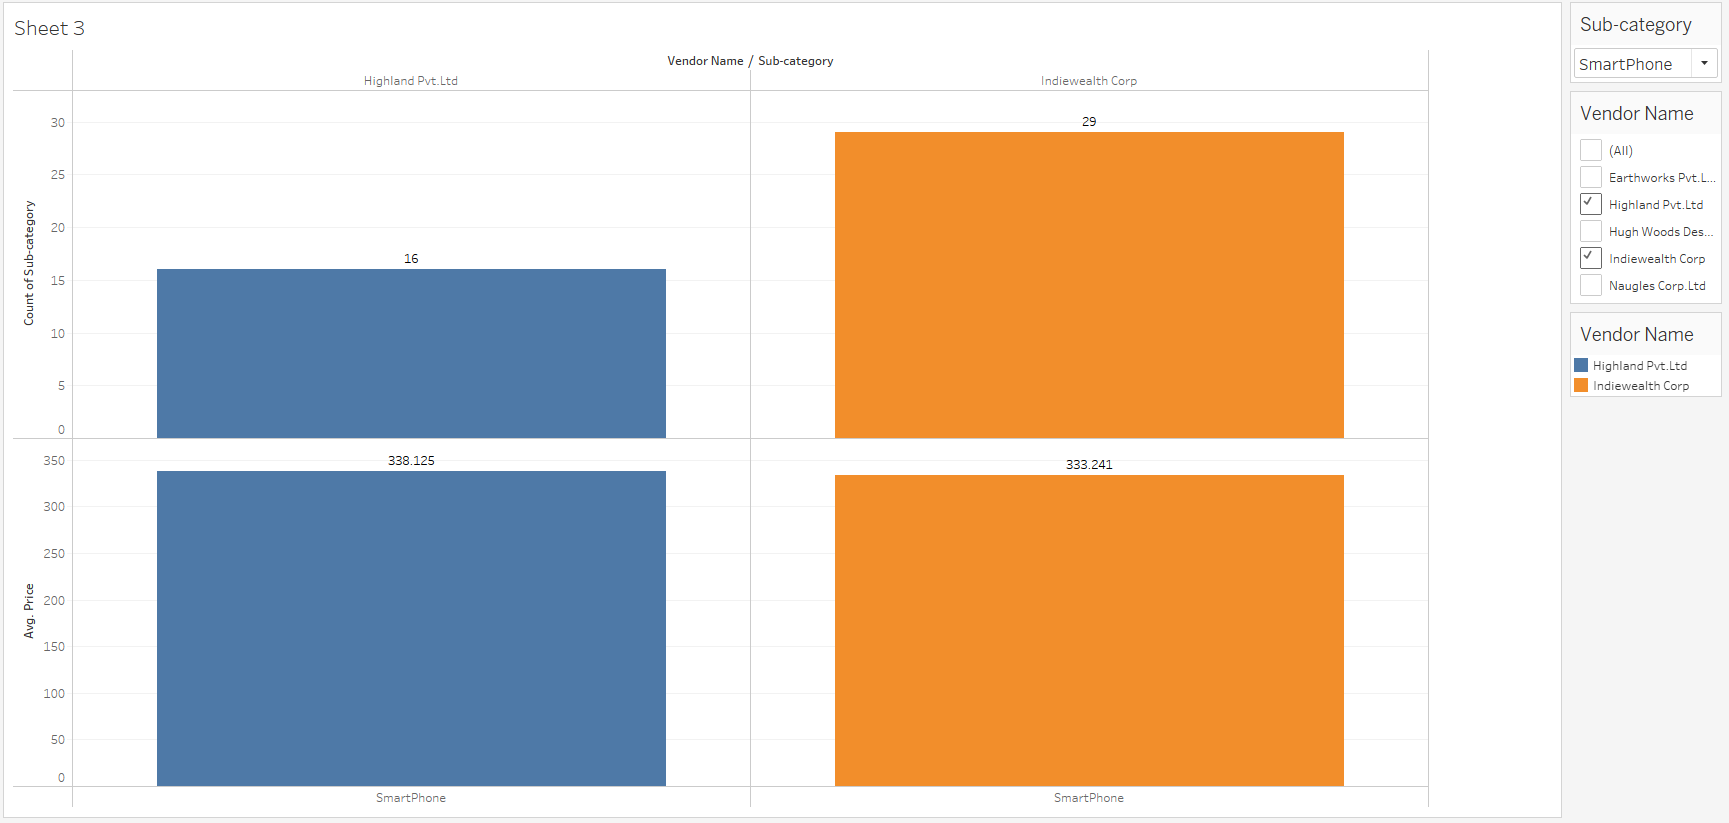 Sheet 3
Vendor Name / Sub-category
Highland Pvt.Ltd
Indiewealth Corp
Count of Sub-category
30
25
20
15
10
5
0
16
29
Avg. Price
350
300
250
200
150
100
50
0
338.125
333.241
SmartPhone
SmartPhone
Sub-category
SmartPhone
Vendor Name
(All)
Earthworks Pvt.L...
Highland Pvt.Ltd
Hugh Woods Des...
Indiewealth Corp
Naugles Corp.Ltd
Vendor Name
Highland Pvt.Ltd
Indiewealth Corp